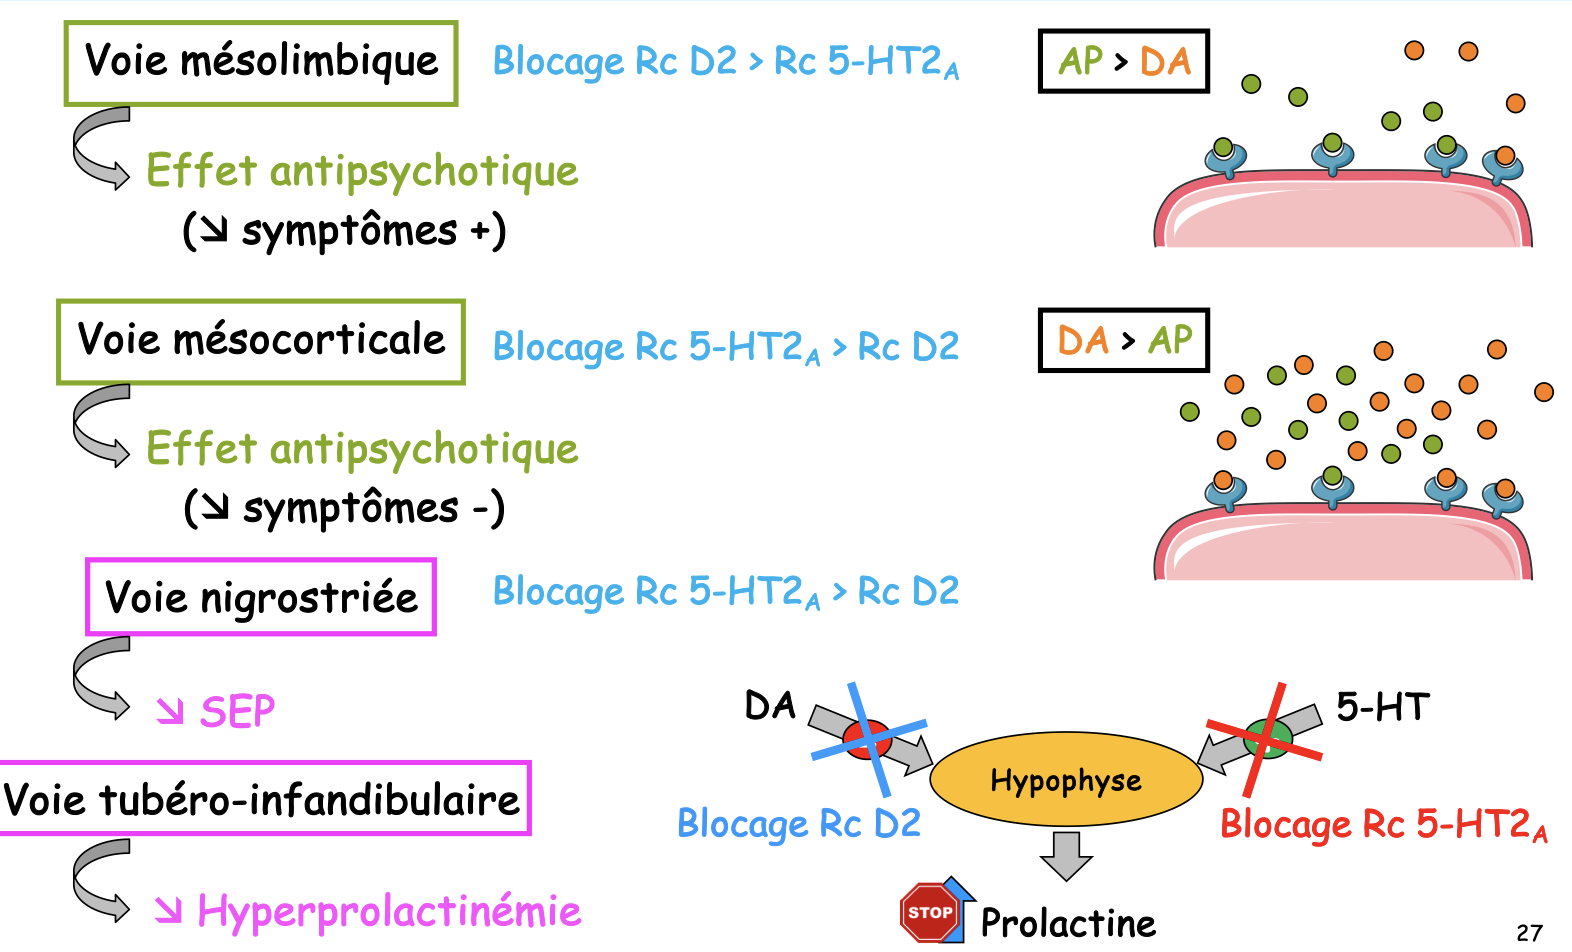 Voie mésolimbique
Blocage Rc D2 > Rc 5-HT2A
AP > DA
Effet antipsychotique
(↘ symptômes +)
Voie mésocorticale
Blocage Rc 5-HT2A > Rc D2
DA > AP
Effet antipsychotique
(↘ symptômes -)
Voie nigrostriée
Blocage Rc 5-HT2A > Rc D2
↘ SEP
DA
5-HT
Hypophyse
Voie tubéro-infandibulaire
Blocage Rc D2
Blocage Rc 5-HT2A
↘ Hyperprolactinémie
STOP
Prolactine
27